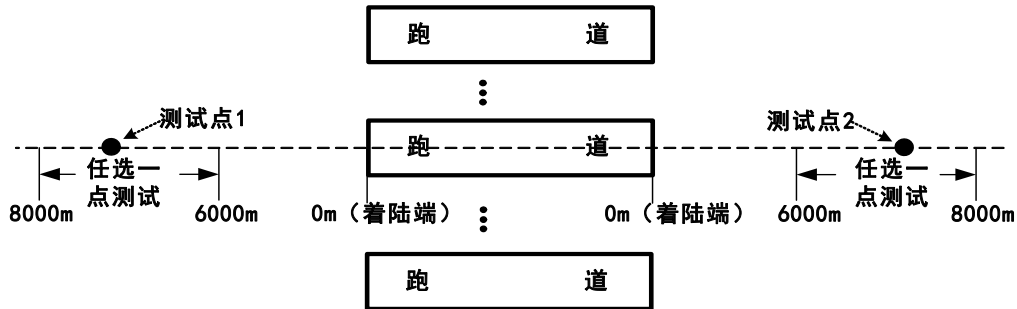 跑 道
测试点1
跑 道
测试点2
任选一
点测试
任选一
点测试
8000m
6000m
0m（着陆端）
0m（着陆端）
6000m
8000m
跑 道